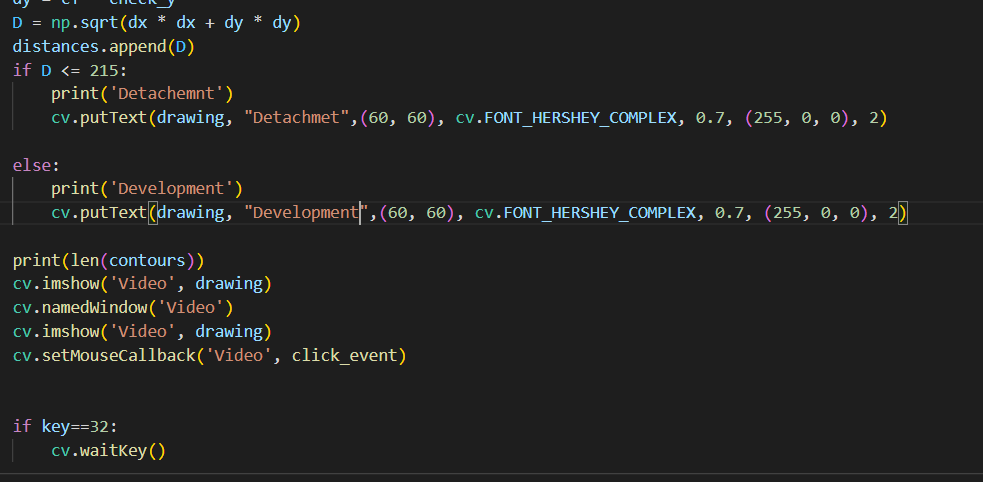 dy = cY - check_y
D = np.sqrt(dx * dx + dy * dy)
distances.append(D)
if D <= 215:
print('Detachemnt')
cv.putText(drawing, "Detachmet",(60, 60), cv.FONT_HERSHEY_COMPLEX, 0.7, (255, 0, 0), 2)
else:
print('Development')
cv.putText(drawing, "Development",(60, 60), cv.FONT_HERSHEY_COMPLEX, 0.7, (255, 0, 0), 2)
print(len(contours))
cv.imshow('Video', drawing)
cv.namedWindow('Video')
cv.imshow('Video', drawing)
cv.setMouseCallback('Video', click_event)
if key==32:
cv.waitKey()